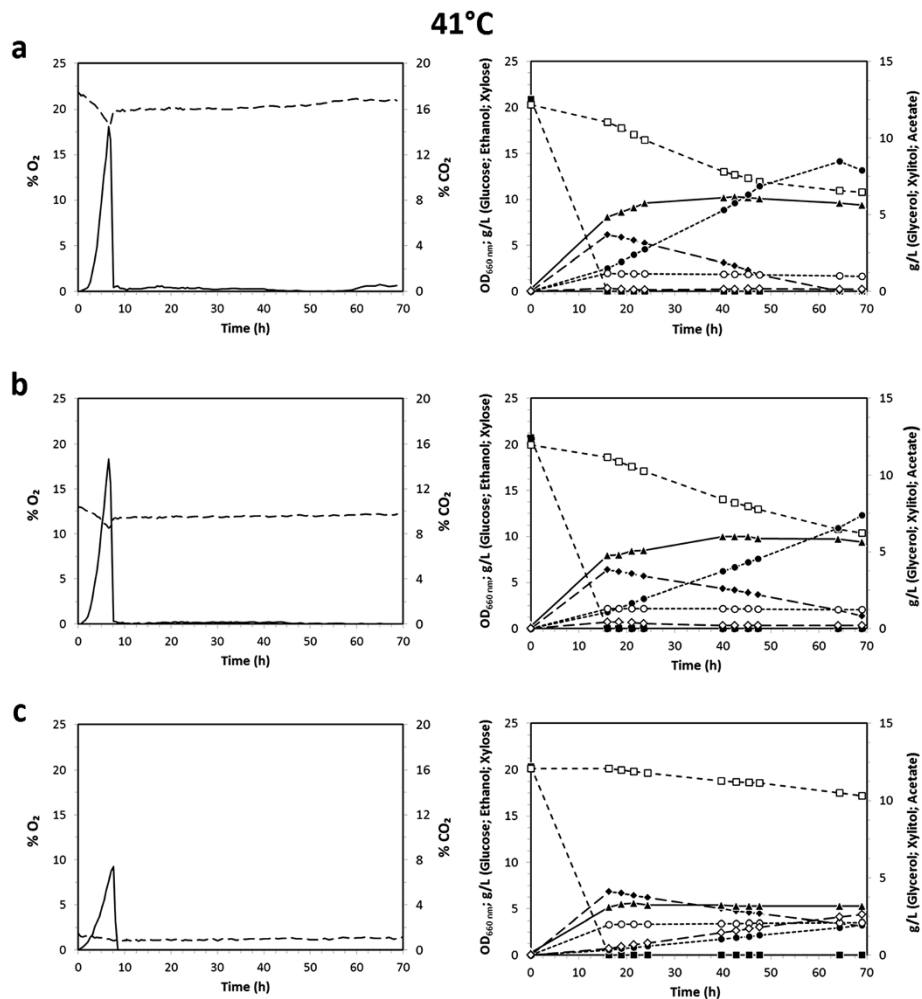 41°C
a
% O₂
25
20
15
10
5
0
20
16
12
8
4
0
% CO₂
0 10 20 30 40 50 60 70
Time (h)
OD660 nm; g/L (Glucose; Ethanol; Xylose)
25
20
15
10
5
0
15
10
5
0
g/L (Glycerol; Xylitol; Acetate)
0 10 20 30 40 50 60 70
Time (h)
b
% O₂
25
20
15
10
5
0
20
16
12
8
4
0
% CO₂
0 10 20 30 40 50 60 70
Time (h)
OD660 nm; g/L (Glucose; Ethanol; Xylose)
25
20
15
10
5
0
15
10
5
0
g/L (Glycerol; Xylitol; Acetate)
0 10 20 30 40 50 60 70
Time (h)
c
% O₂
25
20
15
10
5
0
20
16
12
8
4
0
% CO₂
0 10 20 30 40 50 60 70
Time (h)
OD660 nm; g/L (Glucose; Ethanol; Xylose)
25
20
15
10
5
0
15
10
5
0
g/L (Glycerol; Xylitol; Acetate)
0 10 20 30 40 50 60 70
Time (h)